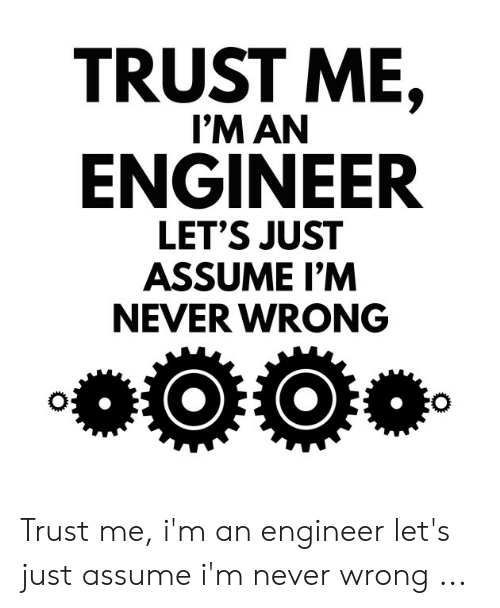 TRUST ME,
I'M AN
ENGINEER
LET'S JUST
ASSUME I'M
NEVER WRONG
Trust me, i'm an engineer let's
just assume i'm never wrong ...